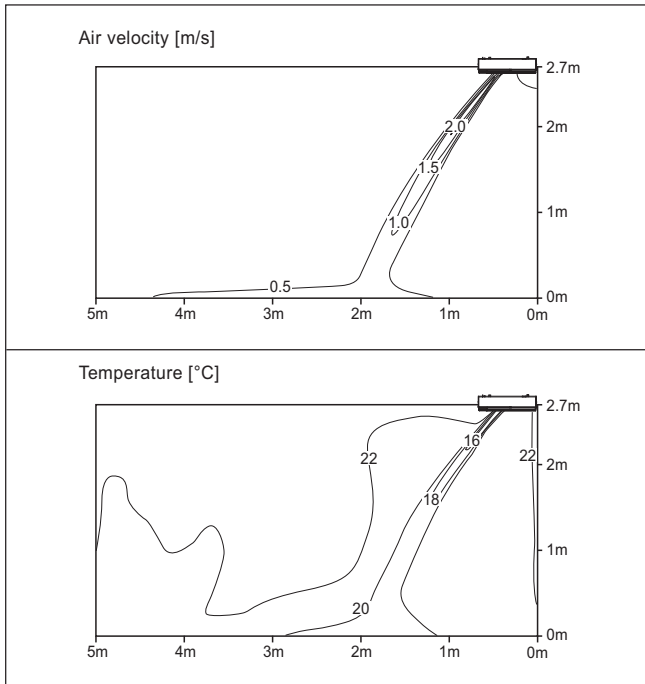 Air velocity [m/s]
2.7m
2.0
2m
1.5
1.0
1m
0.5
0m
5m 4m 3m 2m 1m 0m
Temperature [°C]
2.7m
16
22 22
2m
18
1m
20
0m
5m 4m 3m 2m 1m 0m